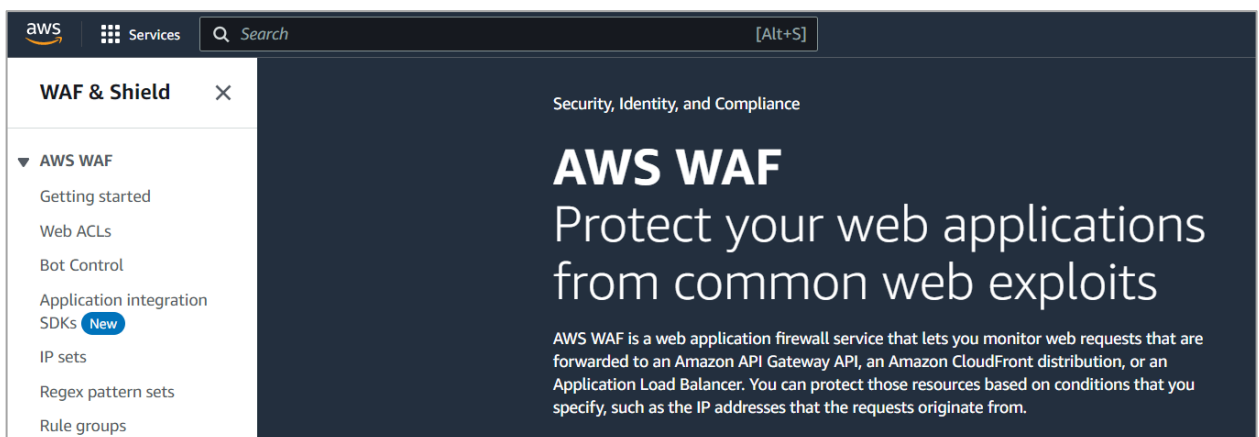 aws
Services
Search
[Alt+S]
WAF & Shield
AWS WAF
Getting started
Web ACLs
Bot Control
Application integration
SDKs New
IP sets
Regex pattern sets
Rule groups
Security, Identity, and Compliance
AWS WAF
Protect your web applications
from common web exploits
AWS WAF is a web application firewall service that lets you monitor web requests that are
forwarded to an Amazon API Gateway API, an Amazon CloudFront distribution, or an
Application Load Balancer. You can protect those resources based on conditions that you
specify, such as the IP addresses that the requests originate from.